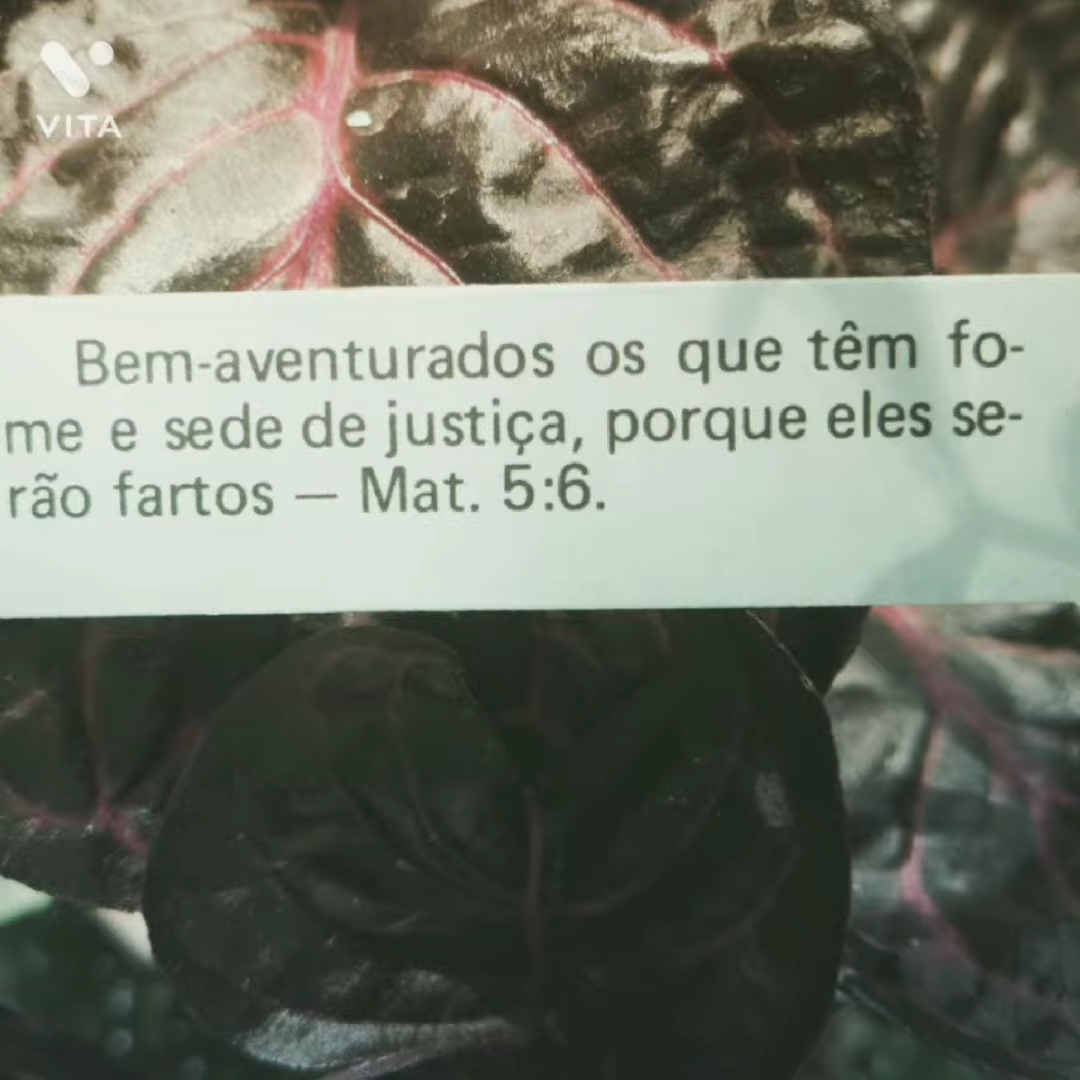 VITA
Bem-aventurados os que têm fo-
me e sede de justiça, porque eles se-
rão fartos — Mat. 5:6.